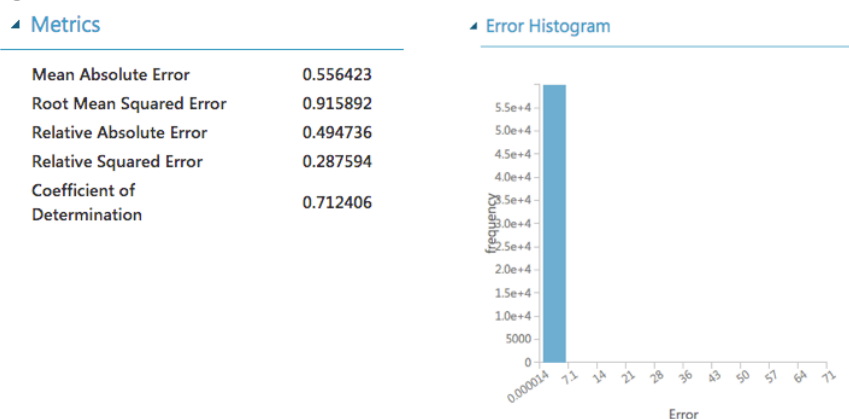 Metrics
Mean Absolute Error 0.556423
Root Mean Squared Error 0.915892
Relative Absolute Error 0.494736
Relative Squared Error 0.287594
Coefficient of
Determination 0.712406
Error Histogram
5.5e+4
5.0e+4
4.5e+4
4.0e+4
3.5e+4
3.0e+4
2.5e+4
2.0e+4
1.5e+4
1.0e+4
5000
0
frequency
0.000014 7.1 14 21 28 36 43 50 57 64 71
Error